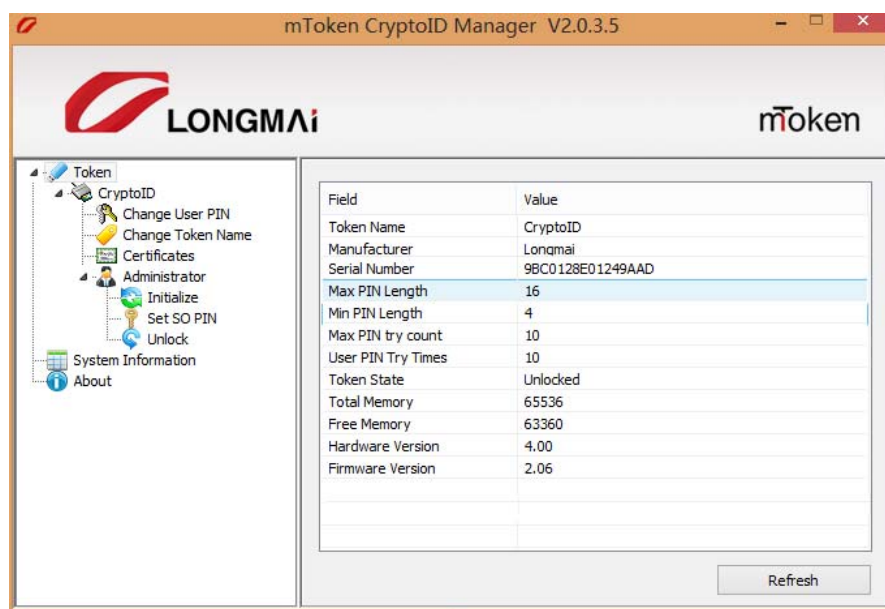 mToken CryptoID Manager V2.0.3.5
LONGMAi
mToken
Token
CryptoID
Change User PIN
Change Token Name
Certificates
Administrator
Initialize
Set SO PIN
Unlock
System Information
About
Field Value
Token Name CryptoID
Manufacturer Longmai
Serial Number 9BC0128E01249AAD
Max PIN Length 16
Min PIN Length 4
Max PIN try count 10
User PIN Try Times 10
Token State Unlocked
Total Memory 65536
Free Memory 63360
Hardware Version 4.00
Firmware Version 2.06
Refresh